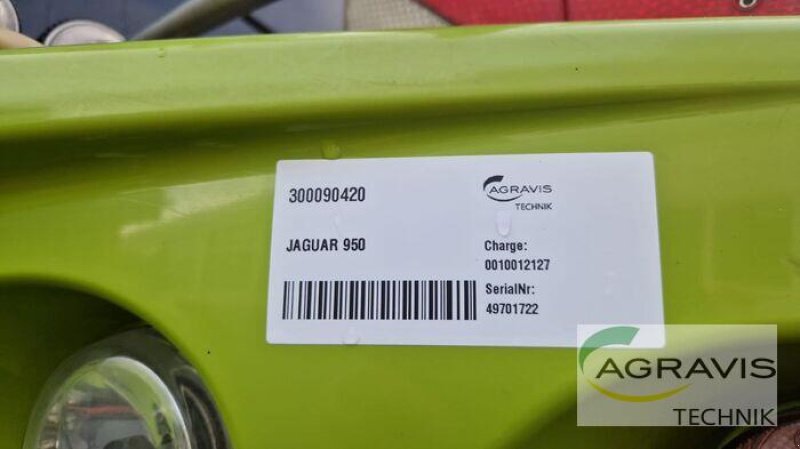 300090420
AGRAVIS
TECHNIK
JAGUAR 950
Charge:
0010012127
SerialNr:
49701722
AGRAVIS
TECHNIK